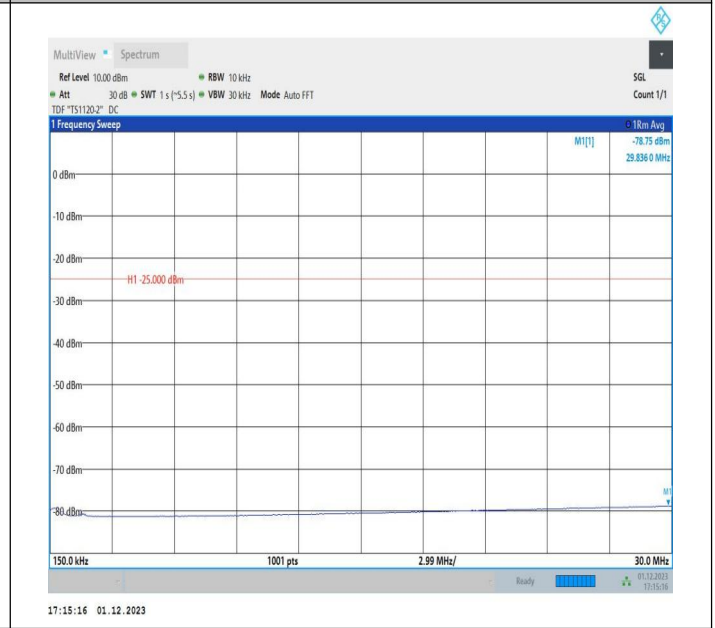 MultiView Spectrum
Ref Level 10.00 dBm RBW 10 kHz SGL
Att 30 dB SWT 1 s (~5.5 s) VBW 30 kHz Mode Auto FFT Count 1/1
TDF "TS1120-2" DC
1 Frequency Sweep 1Rm Avg
M1[1] -78.75 dBm
29.836 0 MHz
0 dBm
-10 dBm
-20 dBm
H1 -25.000 dBm
-30 dBm
-40 dBm
-50 dBm
-60 dBm
-70 dBm
M1
-80 dBm
150.0 kHz 1001 pts 2.99 MHz/ 30.0 MHz
Ready 01.12.2023
17:15:16
17:15:16 01.12.2023